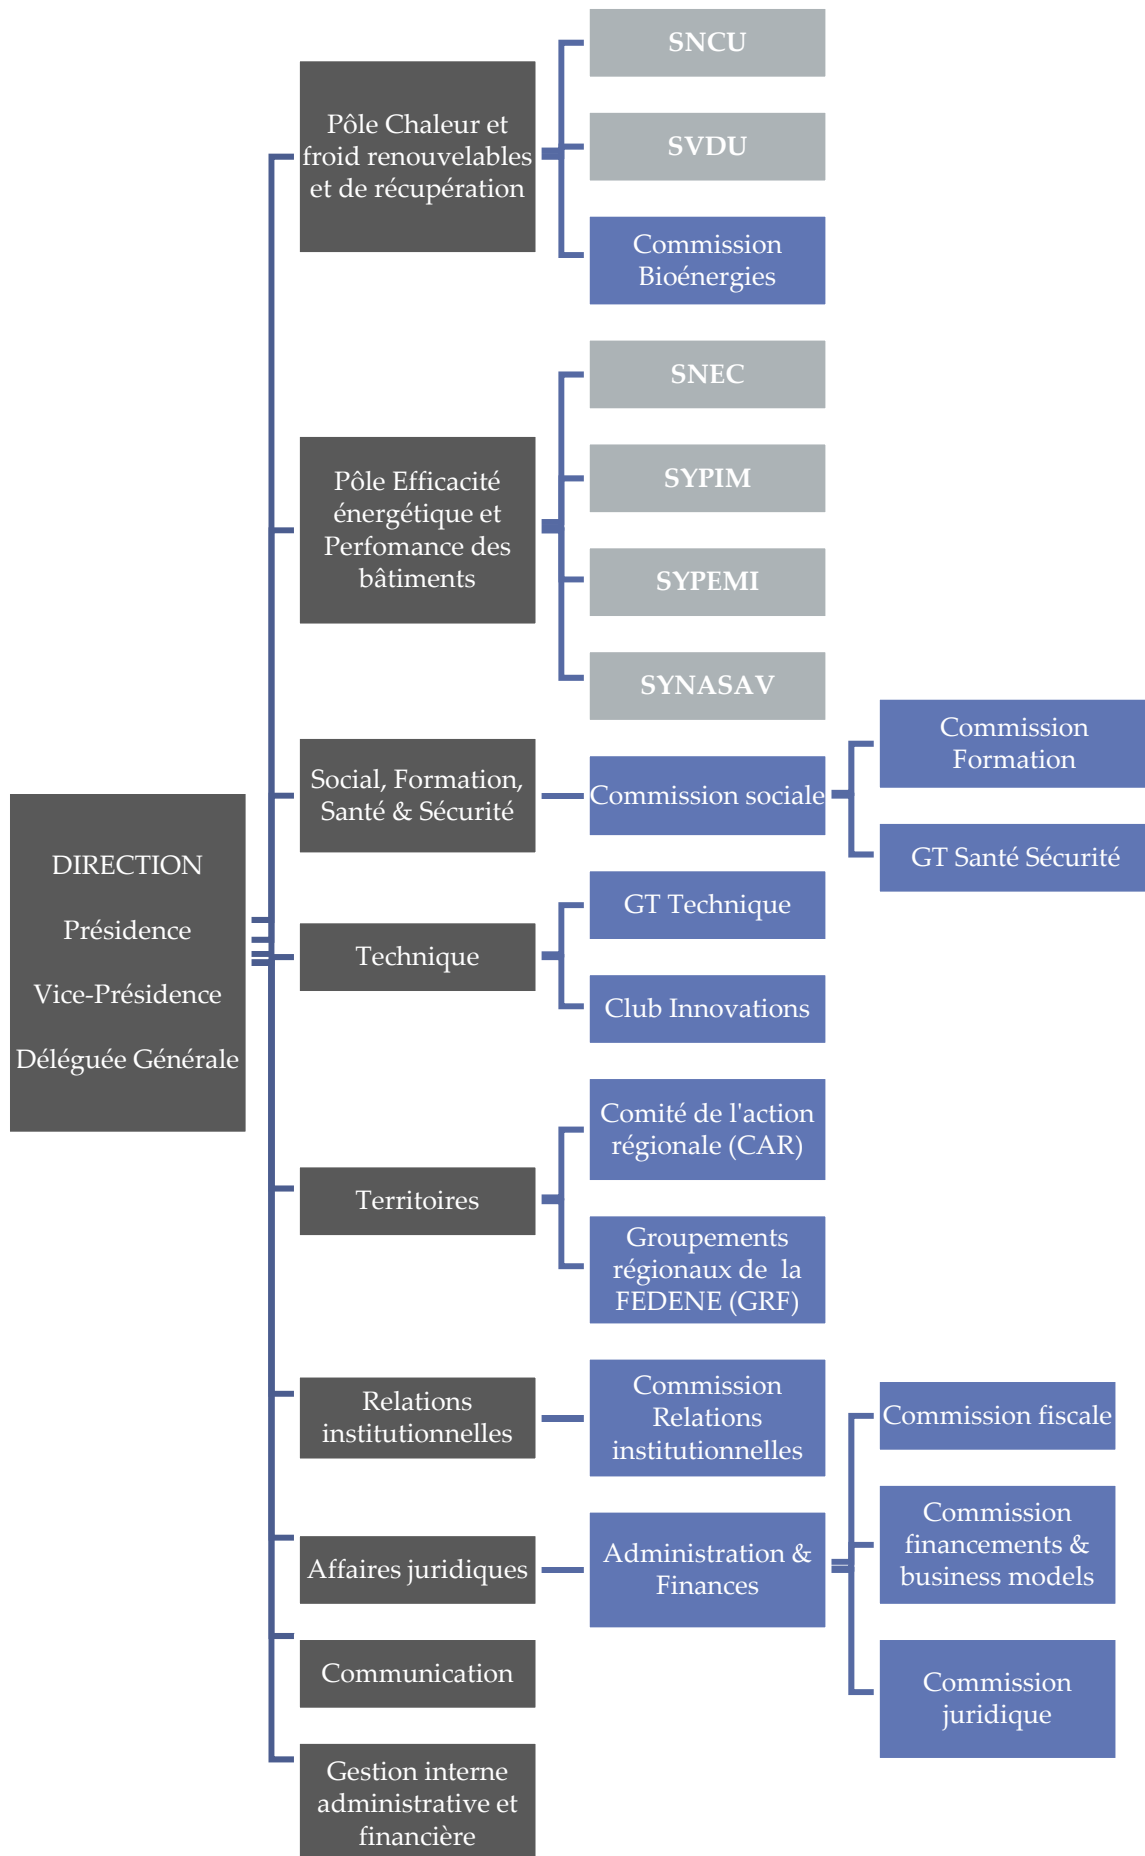 SNCU
Pôle Chaleur et
froid renouvelables
et de récupération
SVDU
Commission
Bioénergies
SNEC
Pôle Efficacité
énergétique et
Perfomance des
bâtiments
SYPIM
SYPEMI
SYNASAV
Social, Formation,
Santé & Sécurité
Commission sociale
Commission
Formation
GT Santé Sécurité
DIRECTION
Présidence
Vice-Présidence
Déléguée Générale
Technique
GT Technique
Club Innovations
Territoires
Comité de l'action
régionale (CAR)
Groupements
régionaux de la
FEDENE (GRF)
Relations
institutionnelles
Commission
Relations
institutionnelles
Affaires juridiques
Administration &
Finances
Commission fiscale
Commission
financements &
business models
Commission
juridique
Communication
Gestion interne
administrative et
financière